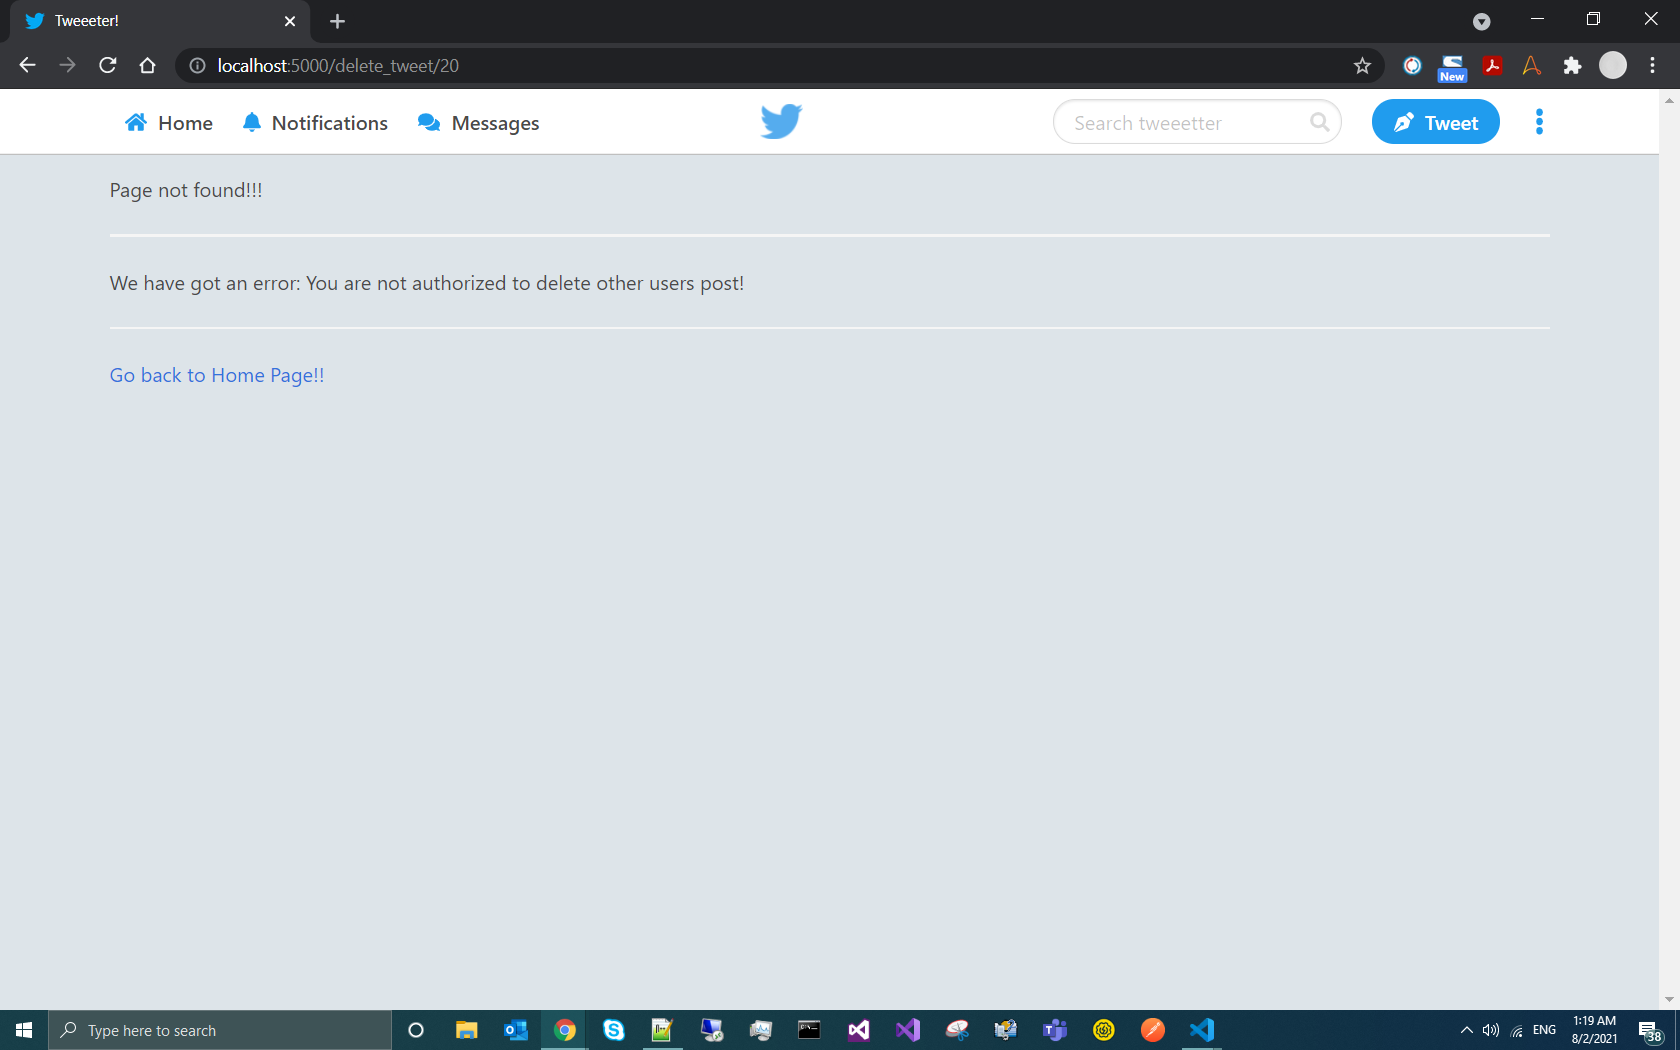 Tweeeter!
localhost:5000/delete_tweet/20
New
Home
Notifications
Messages
Search tweeetter
Tweet
Page not found!!!
We have got an error: You are not authorized to delete other users post!
Go back to Home Page!!
Type here to search
ENG
1:19 AM
8/2/2021
38